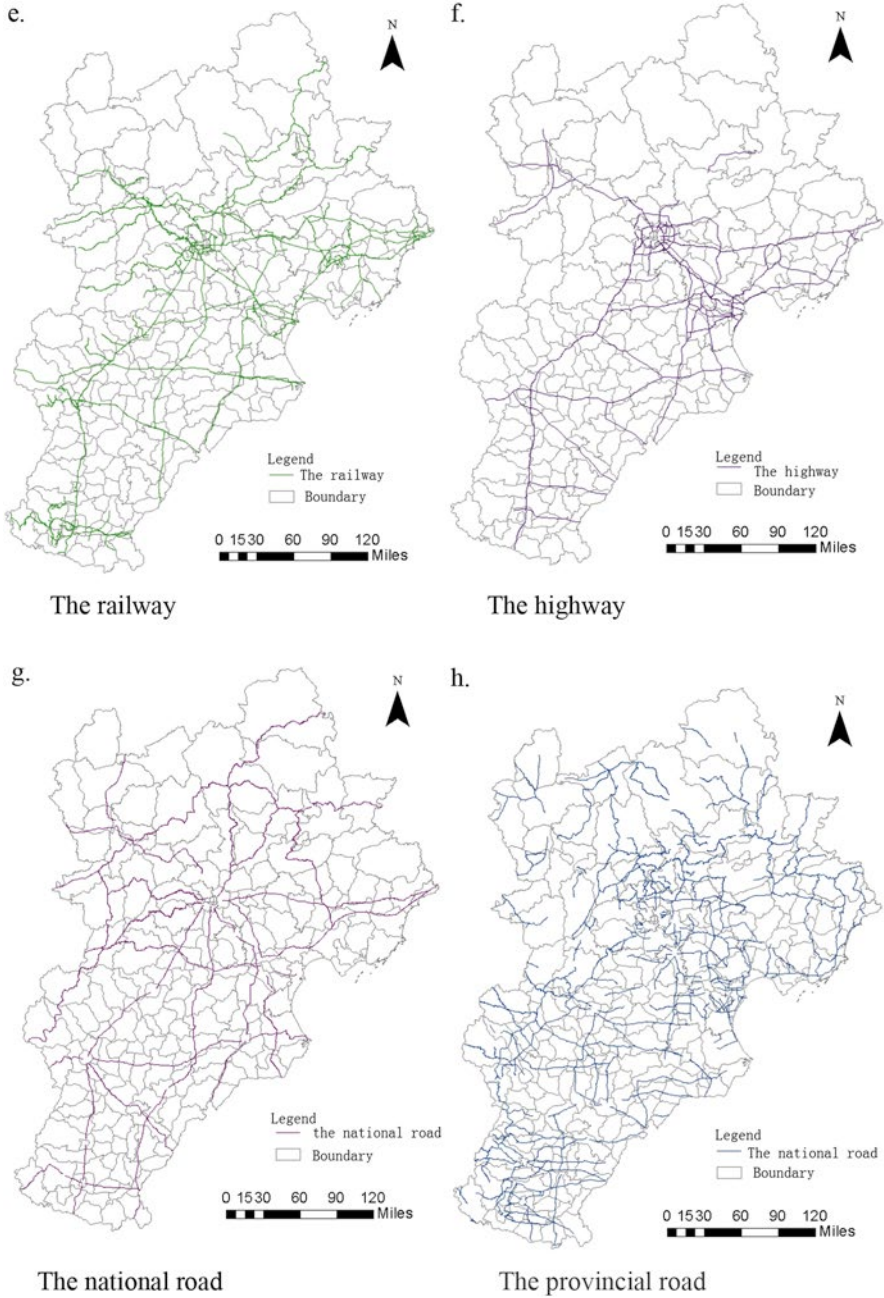 e.
N
Legend
The railway
Boundary
0 15 30 60 90 120
Miles
The railway
f.
N
Legend
The highway
Boundary
0 15 30 60 90 120
Miles
The highway
g.
N
Legend
the national road
Boundary
0 15 30 60 90 120
Miles
The national road
h.
N
Legend
The national road
Boundary
0 15 30 60 90 120
Miles
The provincial road